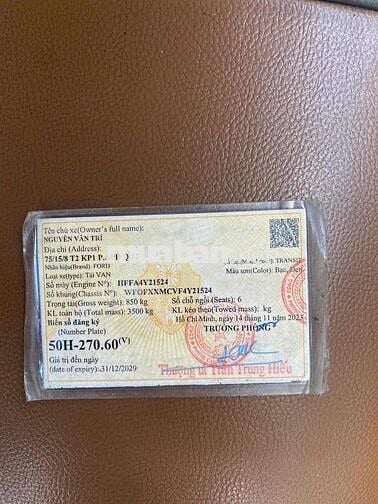 Tên chủ xe(Owner's full name):
NGUYỄN VĂN TRÍ
Địa chỉ (Address):
75/15/8 T2 KP1 Q
Nhãn hiệu(Brand): FORD TRANSIT
Loại xe(type): Tải VAN Màu sơn(Color): Bạc, Đen
Số máy (Engine N°): HFFA4Y21524
Số khung(Chassis N°): WFOFXXMCVF4Y21524
Trọng tải(Gross weight): 850 kg Số chỗ ngồi(Seats): 6
KL toàn bộ (Total mass): 3500 kg KL kéo theo(Towed mass): kg
Biển số đăng ký Hồ Chí Minh, ngày 14 tháng 11 năm 2023
(Number Plate) TRƯỞNG PHÒNG
50H-270.60(V)
Giá trị đến ngày
(date of expiry): 31/12/2029
Thượng tá Trần Trung Hiếu